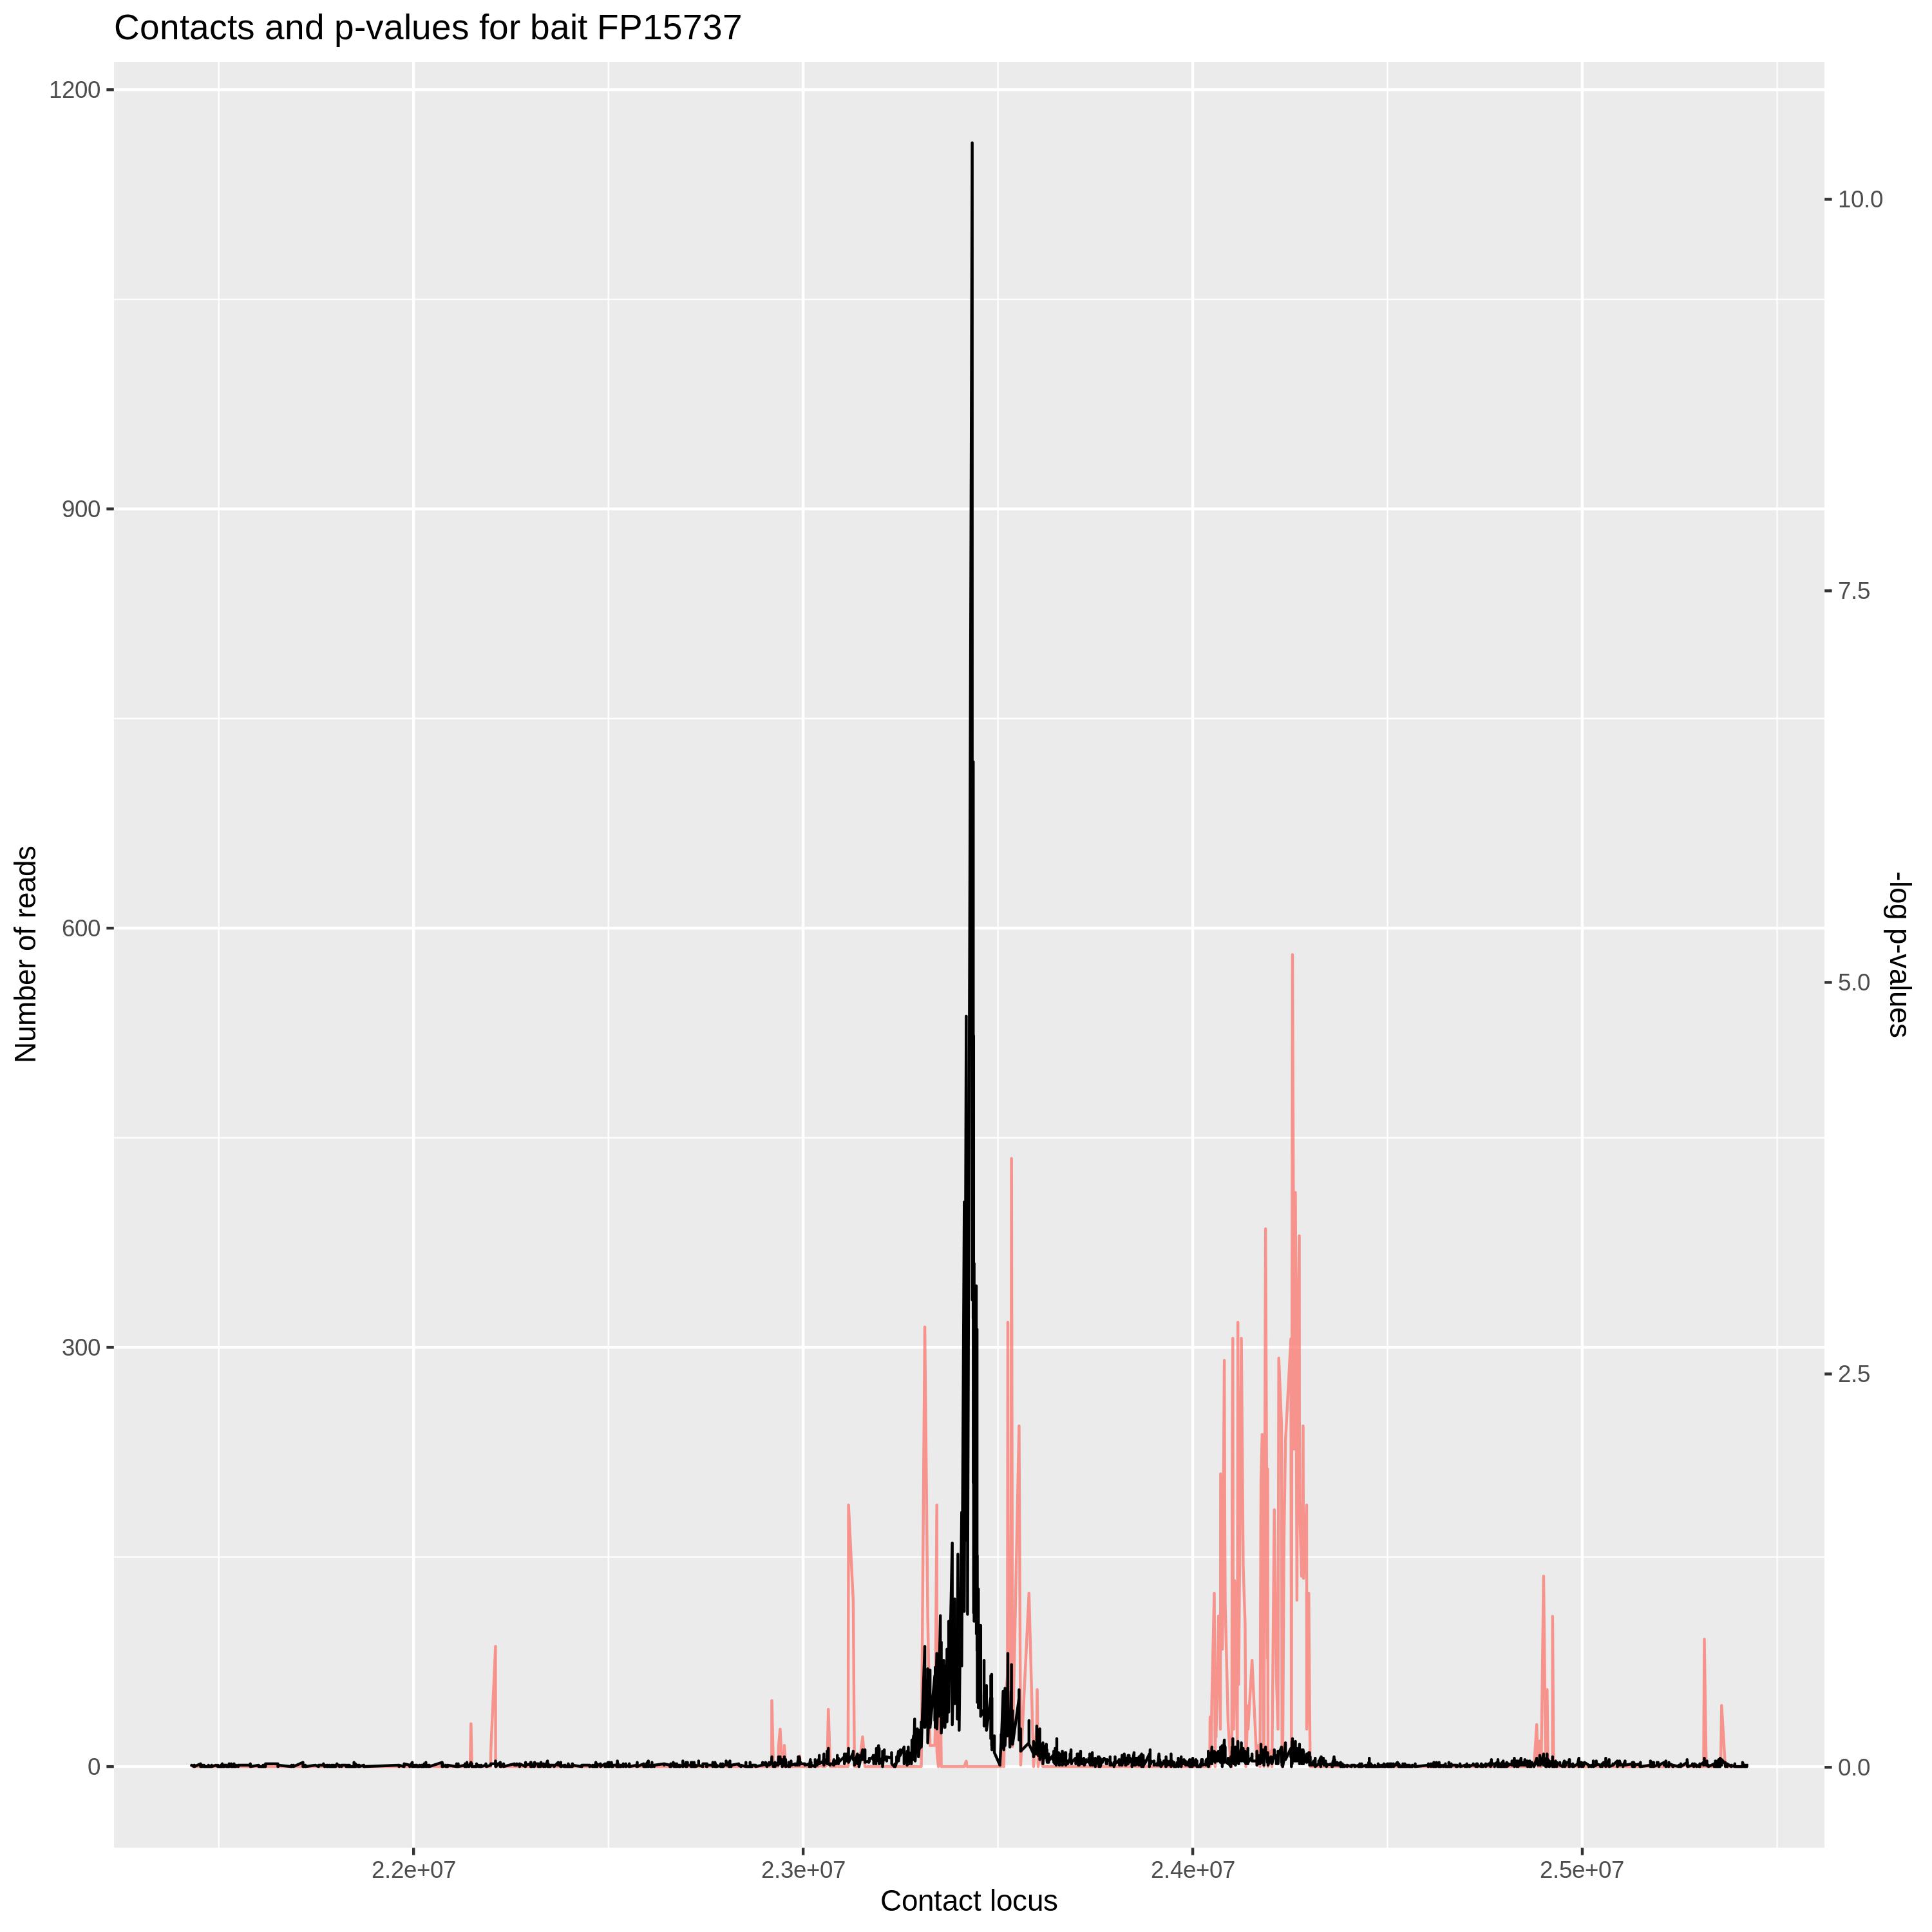 Contacts and p-values for bait FP15737
1200
900
600
300
0
Number of reads
10.0
7.5
5.0
2.5
0.0
-log p-values
2.2e+07
2.3e+07
2.4e+07
2.5e+07
Contact locus